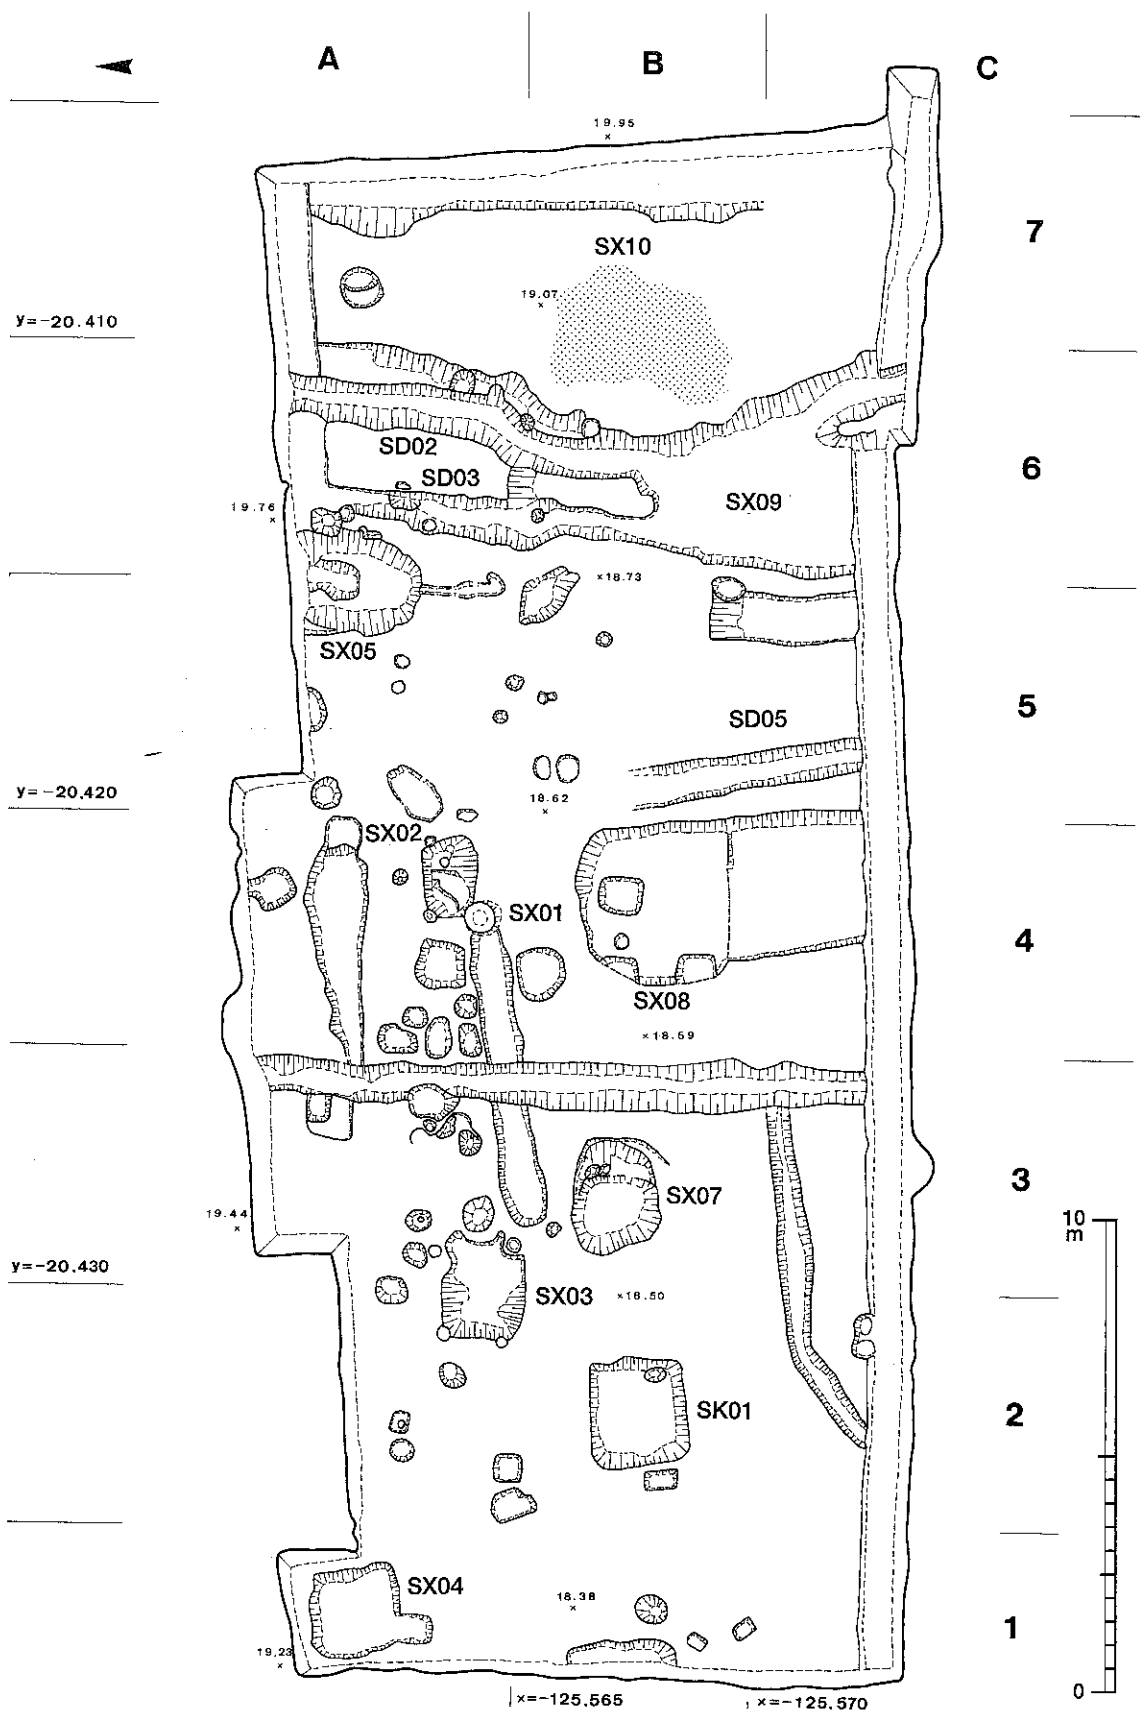 A B C
19.95
7
SX10
19.07
y=-20.410
SD02
SD03
6
SX09
19.76
18.73
SX05
5
SD05
y=-20,420
18.62
SX02
SX01
4
SX08
18.59
3
SX07
19.44
10
m
y=-20,430
SX03
18.50
2
SK01
SX04
18.38
1
19,23
0
x=-125,565
x=-125,570